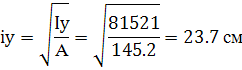 iy = √(Iy/A) = √(81521/145.2) = 23.7 см